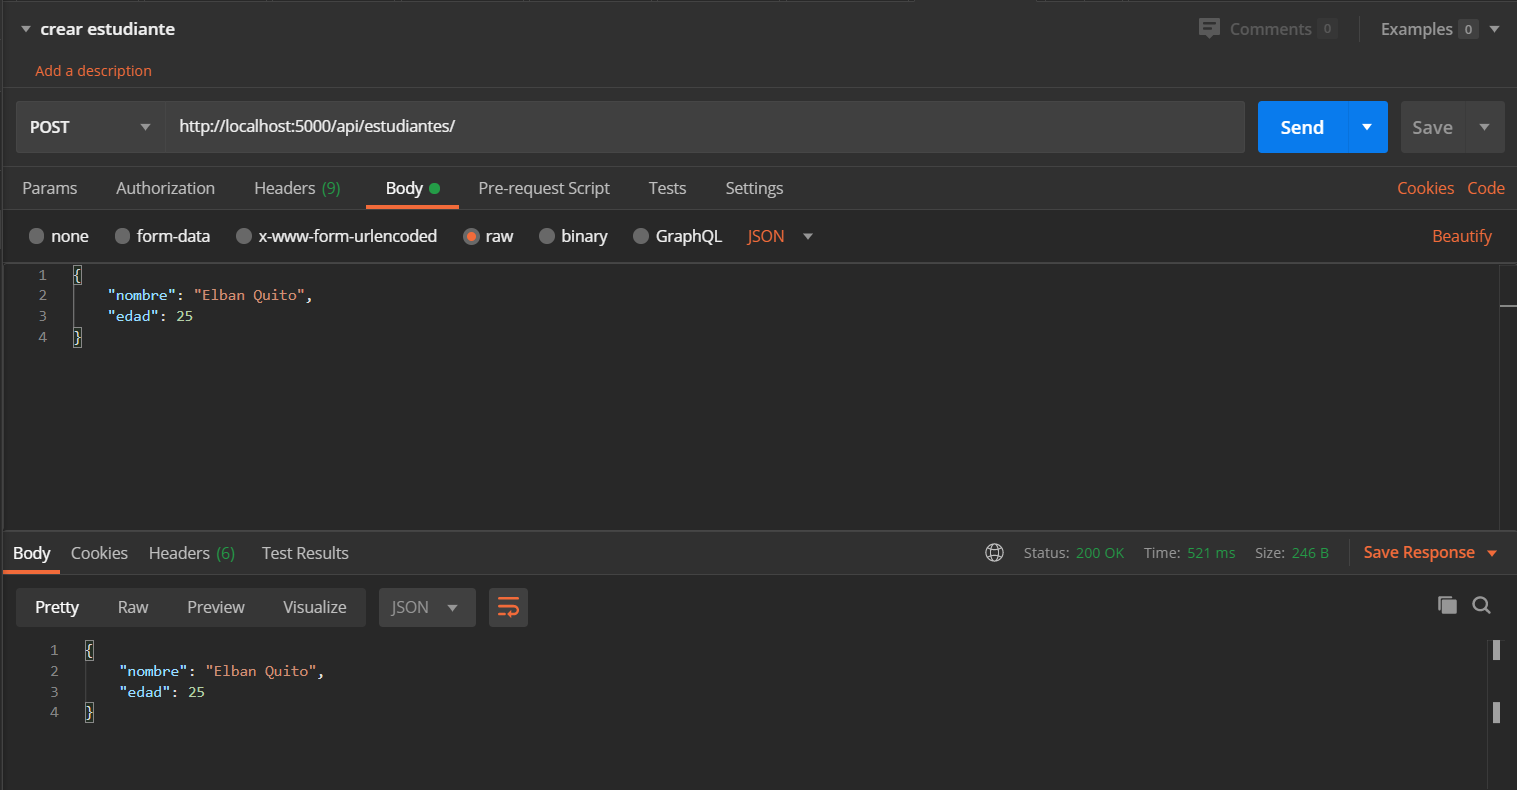 crear estudiante Comments 0 Examples 0
Add a description
POST http://localhost:5000/api/estudiantes/ Send Save
Params Authorization Headers (9) Body Pre-request Script Tests Settings Cookies Code
none form-data x-www-form-urlencoded raw binary GraphQL JSON Beautify
1 {
2 "nombre": "Elban Quito",
3 "edad": 25
4 }
Body Cookies Headers (6) Test Results Status: 200 OK Time: 521 ms Size: 246 B Save Response
Pretty Raw Preview Visualize JSON
1 {
2 "nombre": "Elban Quito",
3 "edad": 25
4 }